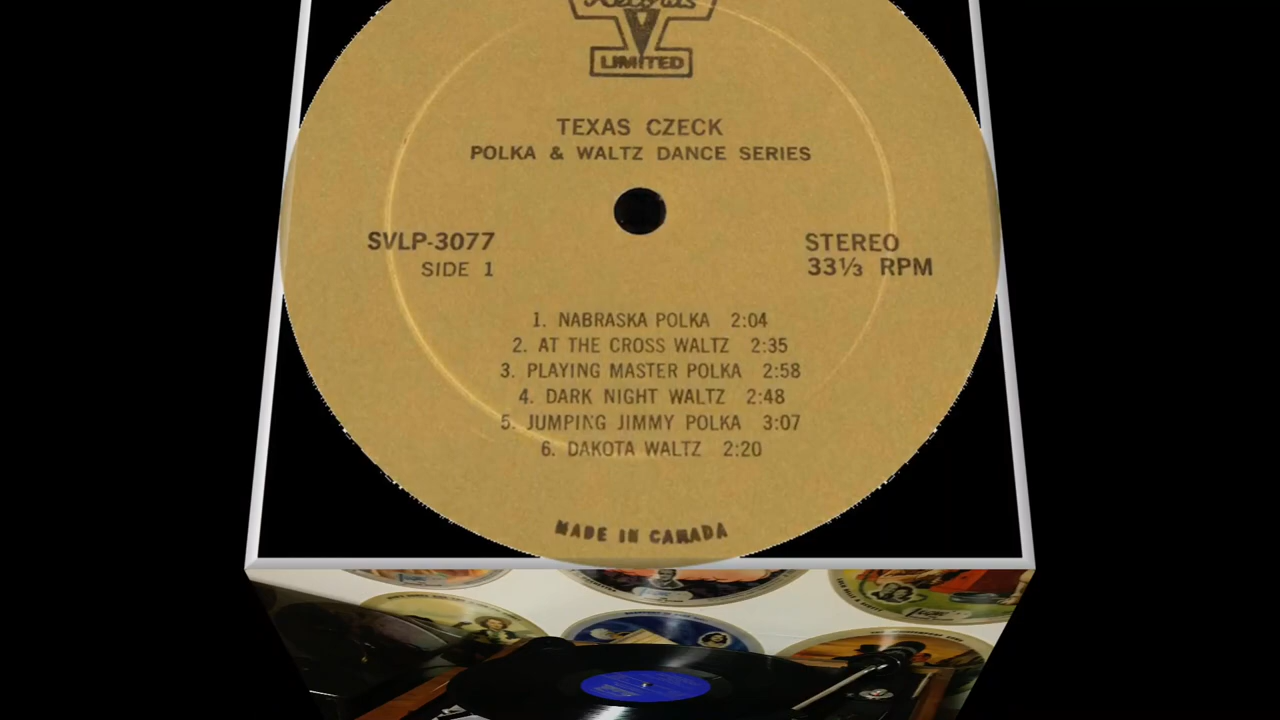 Records
LIMITED
TEXAS CZECK
POLKA & WALTZ DANCE SERIES
SVLP-3077
SIDE 1
STEREO
33⅓ RPM
1. NABRASKA POLKA 2:04
2. AT THE CROSS WALTZ 2:35
3. PLAYING MASTER POLKA 2:58
4. DARK NIGHT WALTZ 2:48
5. JUMPING JIMMY POLKA 3:07
6. DAKOTA WALTZ 2:20
MADE IN CANADA